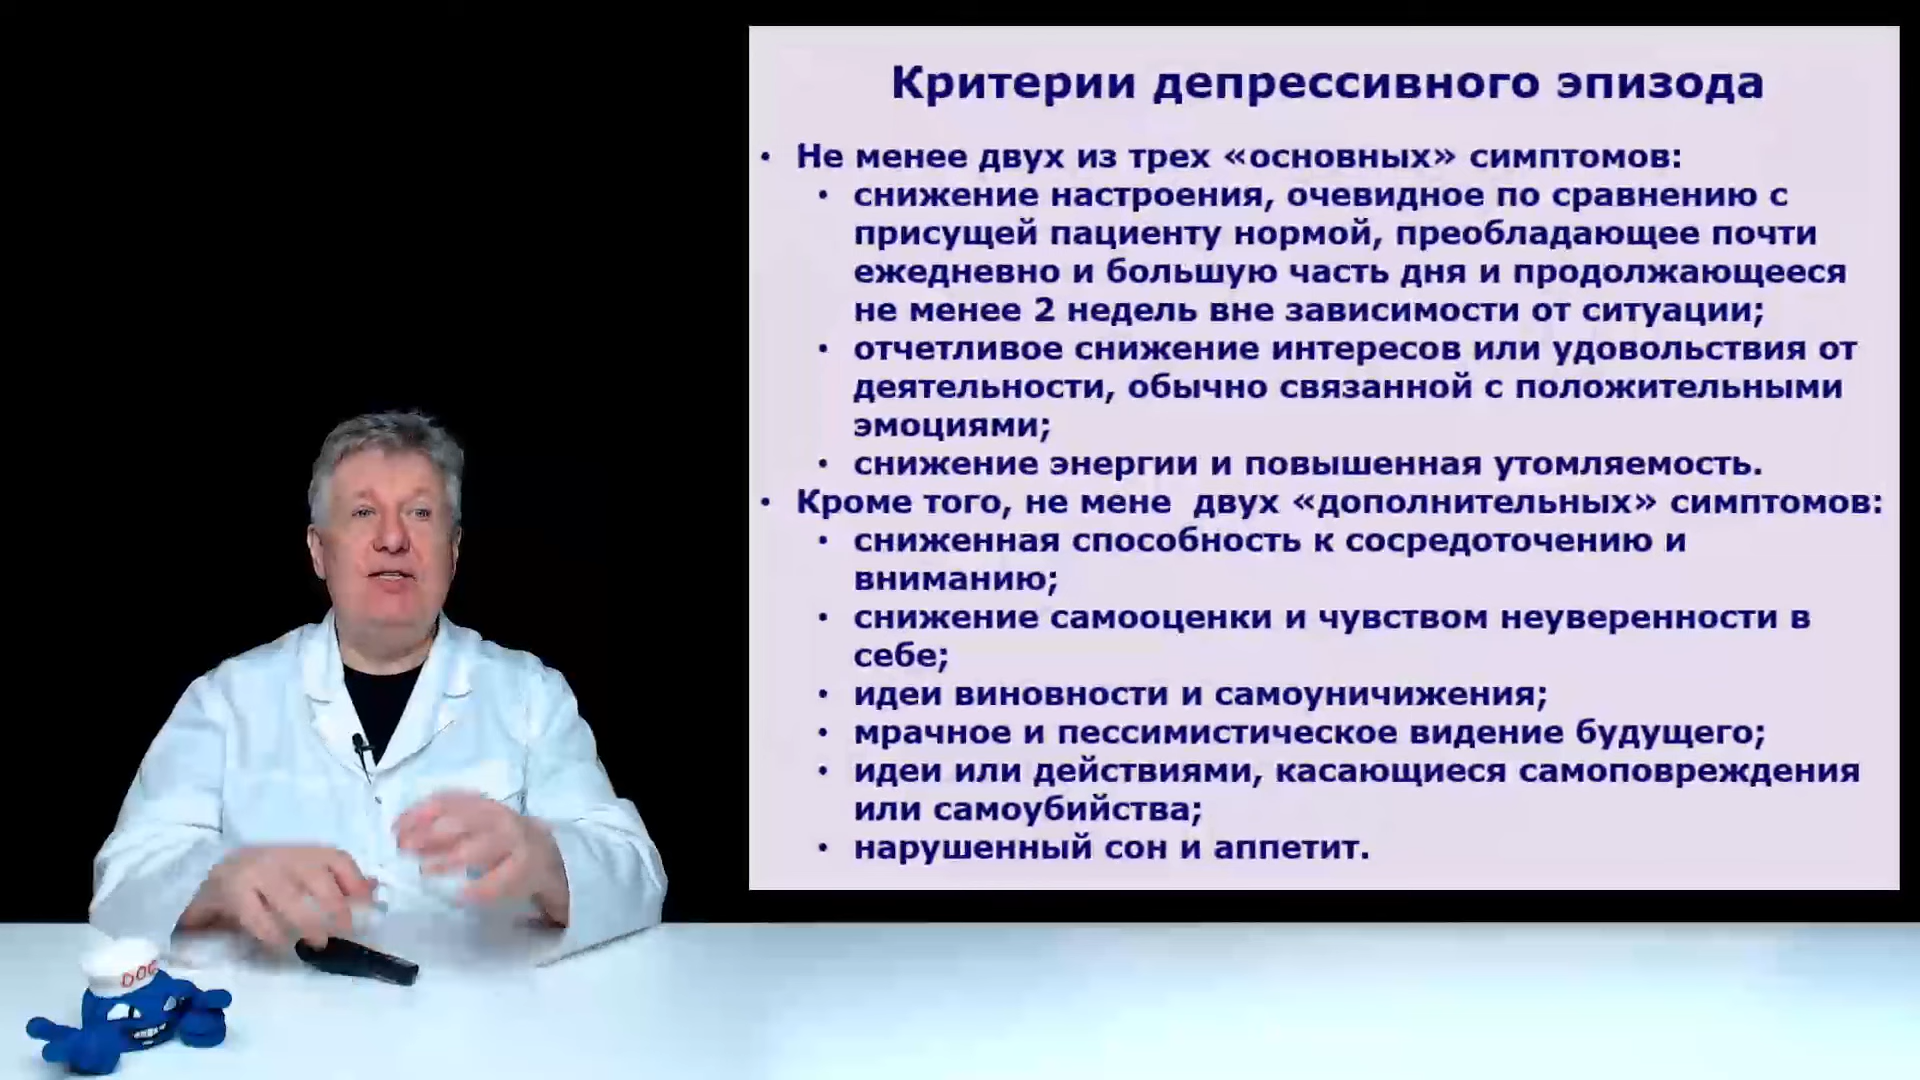 Критерии депрессивного эпизода
• Не менее двух из трех «основных» симптомов:
• снижение настроения, очевидное по сравнению с
присущей пациенту нормой, преобладающее почти
ежедневно и большую часть дня и продолжающееся
не менее 2 недель вне зависимости от ситуации;
• отчетливое снижение интересов или удовольствия от
деятельности, обычно связанной с положительными
эмоциями;
• снижение энергии и повышенная утомляемость.
• Кроме того, не мене двух «дополнительных» симптомов:
• сниженная способность к сосредоточению и
вниманию;
• снижение самооценки и чувством неуверенности в
себе;
• идеи виновности и самоуничижения;
• мрачное и пессимистическое видение будущего;
• идеи или действиями, касающиеся самоповреждения
или самоубийства;
• нарушенный сон и аппетит.